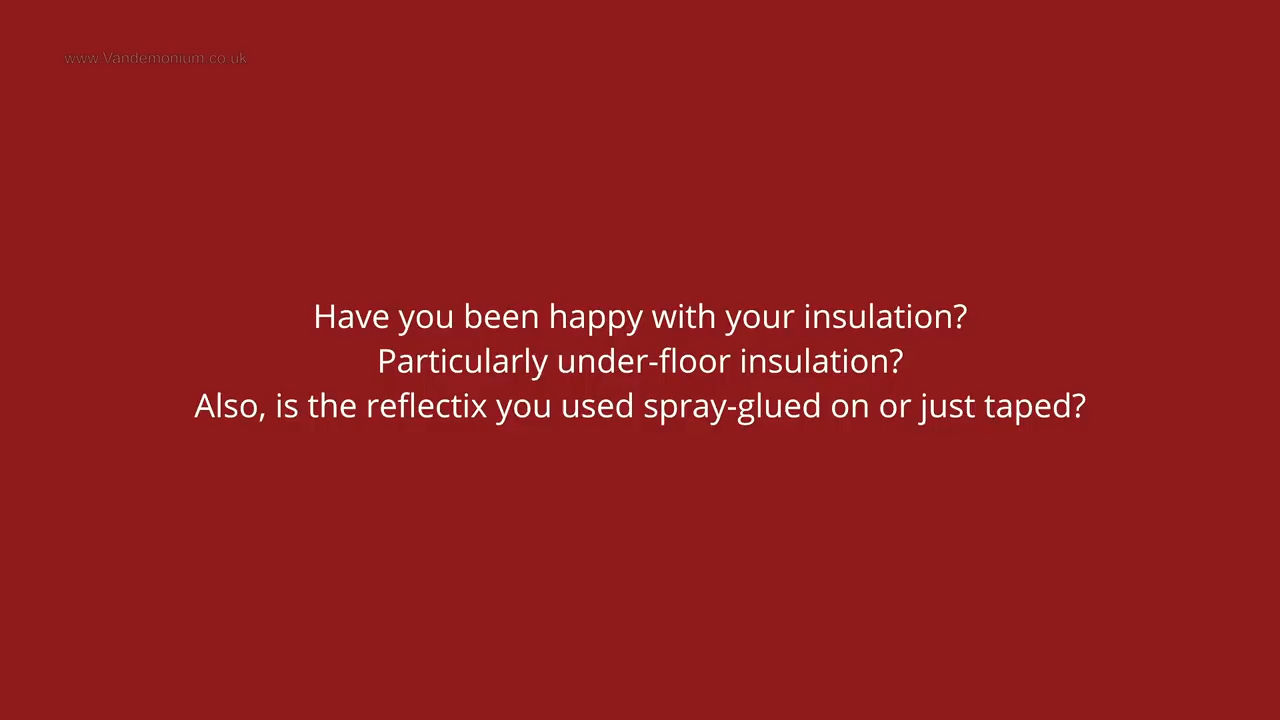 www.Vandemonium.co.uk
Have you been happy with your insulation?
Particularly under-floor insulation?
Also, is the reflectix you used spray-glued on or just taped?